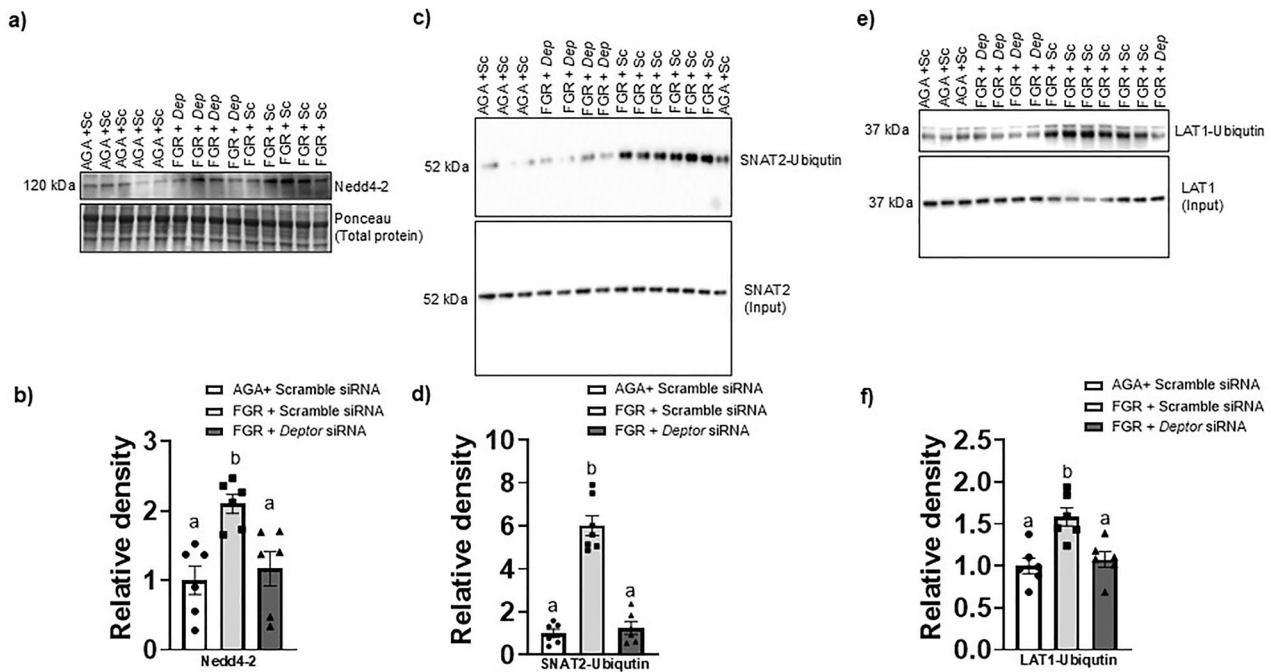 a)
AGA +Sc
AGA +Sc
AGA +Sc
AGA +Sc
AGA +Sc
FGR + Dep
FGR + Dep
FGR + Dep
FGR + Dep
FGR + Sc
FGR + Sc
FGR + Sc
FGR + Sc
FGR + Sc
120 kDa
Nedd4-2
Ponceau
(Total protein)
c)
AGA +Sc
AGA +Sc
AGA +Sc
FGR + Dep
FGR + Dep
FGR + Dep
FGR + Dep
FGR + Sc
FGR + Sc
FGR + Sc
FGR + Sc
FGR + Sc
FGR + Sc
AGA +Sc
52 kDa
SNAT2-Ubiqutin
52 kDa
SNAT2
(Input)
e)
AGA +Sc
AGA +Sc
AGA +Sc
FGR + Dep
FGR + Dep
FGR + Dep
FGR + Dep
FGR + Sc
FGR + Sc
FGR + Sc
FGR + Sc
FGR + Sc
FGR + Sc
FGR + Dep
37 kDa
LAT1-Ubiqutin
37 kDa
LAT1
(Input)
b)
AGA+ Scramble siRNA
FGR + Scramble siRNA
FGR + Deptor siRNA
Relative density
3
2
1
0
a
b
a
Nedd4-2
d)
AGA+ Scramble siRNA
FGR + Scramble siRNA
FGR + Deptor siRNA
Relative density
10
8
6
4
2
0
a
b
a
SNAT2-Ubiqutin
f)
AGA+ Scramble siRNA
FGR + Scramble siRNA
FGR + Deptor siRNA
Relative density
2.5
2.0
1.5
1.0
0.5
0.0
a
b
a
LAT1-Ubiqutin